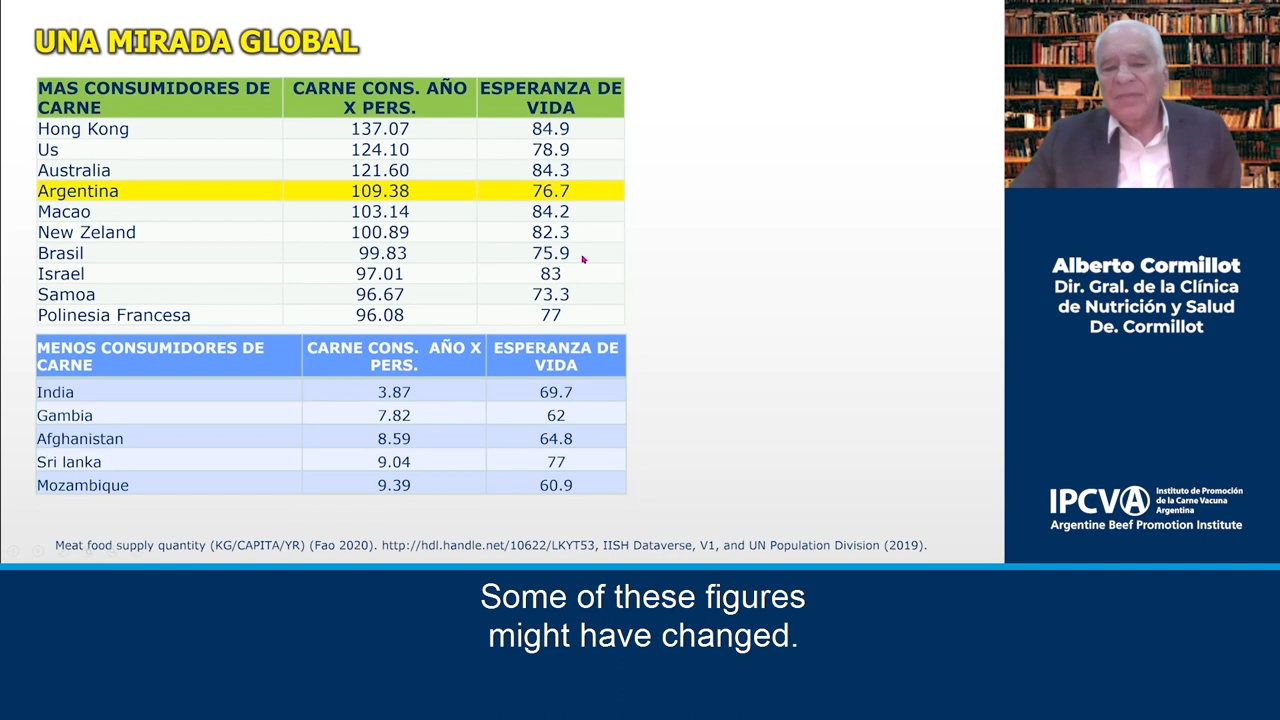 UNA MIRADA GLOBAL
MAS CONSUMIDORES DE CARNE CARNE CONS. AÑO X PERS. ESPERANZA DE VIDA
Hong Kong 137.07 84.9
Us 124.10 78.9
Australia 121.60 84.3
Argentina 109.38 76.7
Macao 103.14 84.2
New Zeland 100.89 82.3
Brasil 99.83 75.9
Israel 97.01 83
Samoa 96.67 73.3
Polinesia Francesa 96.08 77
MENOS CONSUMIDORES DE CARNE CARNE CONS. AÑO X PERS. ESPERANZA DE VIDA
India 3.87 69.7
Gambia 7.82 62
Afghanistan 8.59 64.8
Sri lanka 9.04 77
Mozambique 9.39 60.9
Meat food supply quantity (KG/CAPITA/YR) (Fao 2020). http://hdl.handle.net/10622/LKYT53, IISH Dataverse, V1, and UN Population Division (2019).
Alberto Cormillot
Dir. Gral. de la Clínica
de Nutrición y Salud
De. Cormillot
IPCVA
Instituto de Promoción
de la Carne Vacuna
Argentina
Argentine Beef Promotion Institute
Some of these figures
might have changed.